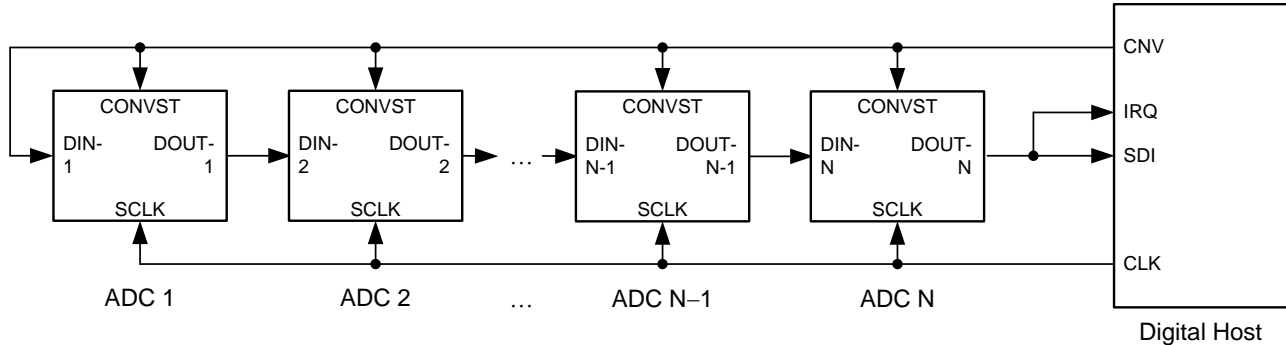 CNV
CONVST
CONVST
CONVST
CONVST
IRQ
DIN-
1
DOUT-
1
DIN-
2
DOUT-
2
…
DIN-
N-1
DOUT-
N-1
DIN-
N
DOUT-
N
SDI
SCLK
SCLK
SCLK
SCLK
CLK
ADC 1
ADC 2
…
ADC N−1
ADC N
Digital Host